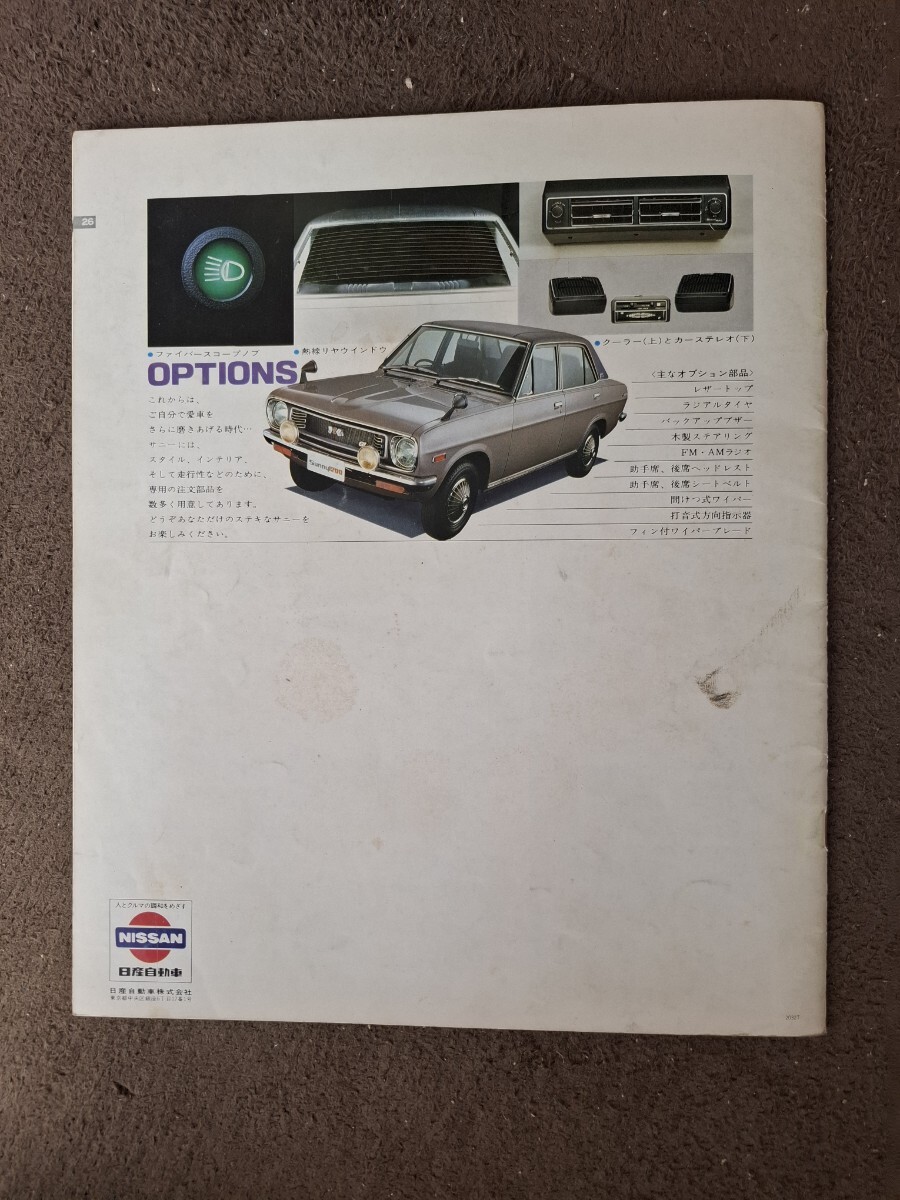 26
●ファイバースコープノブ
●熱線リヤウインドウ
●クーラー(上)とカーステレオ(下)
OPTIONS
これからは、
ご自分で愛車を
さらに磨きあげる時代…
サニーには、
スタイル、インテリア、
そして走行性などのために、
専用の注文部品を
数多く用意してあります。
どうぞあなただけのステキなサニーを
お楽しみください。
Sunny1200
〈主なオプション部品〉
レザートップ
ラジアルタイヤ
バックアップブザー
木製ステアリング
FM・AMラジオ
助手席、後席ヘッドレスト
助手席、後席シートベルト
間けつ式ワイパー
打音式方向指示器
フィン付ワイパーブレード
人とクルマの調和をめざす
NISSAN
日産自動車
日産自動車株式会社